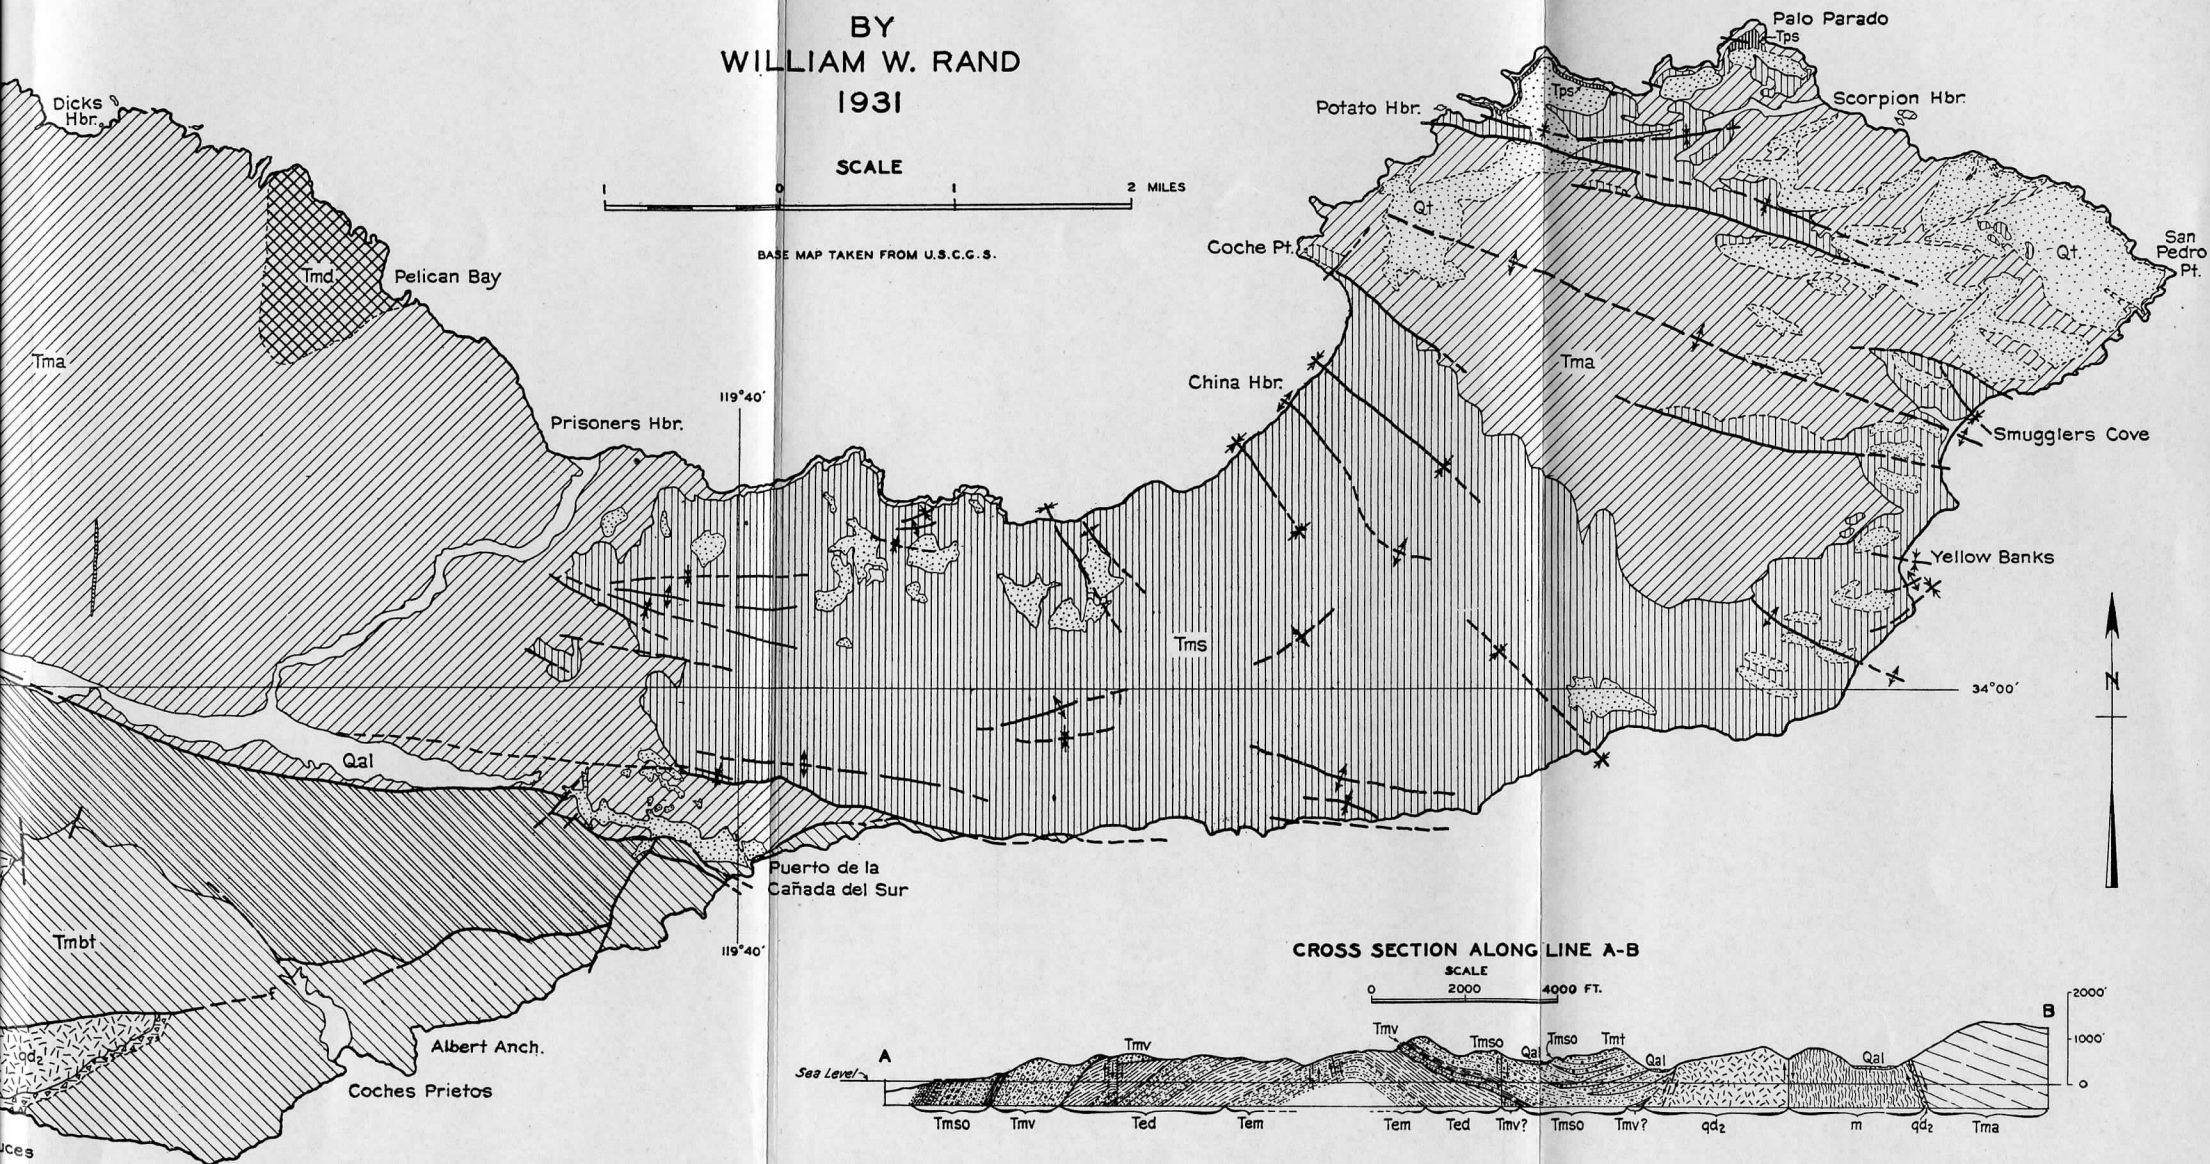 BY
WILLIAM W. RAND
1931
SCALE
1 0 1 2 MILES
BASE MAP TAKEN FROM U.S.C.G.S.
Palo Parado
Tps
Tps
Potato Hbr.
Scorpion Hbr.
Dicks
Hbr.
Qt
Coche Pt.
Qt
San
Pedro
Pt.
Tmd
Pelican Bay
Tma
Tma
China Hbr.
119°40'
Prisoners Hbr.
Smugglers Cove
Yellow Banks
Tms
34°00'
N
Qal
Puerto de la
Cañada del Sur
Tmbt
119°40'
f
qd2
Albert Anch.
Coches Prietos
CROSS SECTION ALONG LINE A-B
SCALE
0 2000 4000 FT.
2000'
B
1000'
0
A
Sea Level
Tmv
Tmv
Tmso
Qal
Tmso
Tmt
Qal
Qal
Tmso Tmv Ted Tem Tem Ted Tmv? Tmso Tmv? qd2 m qd2 Tma